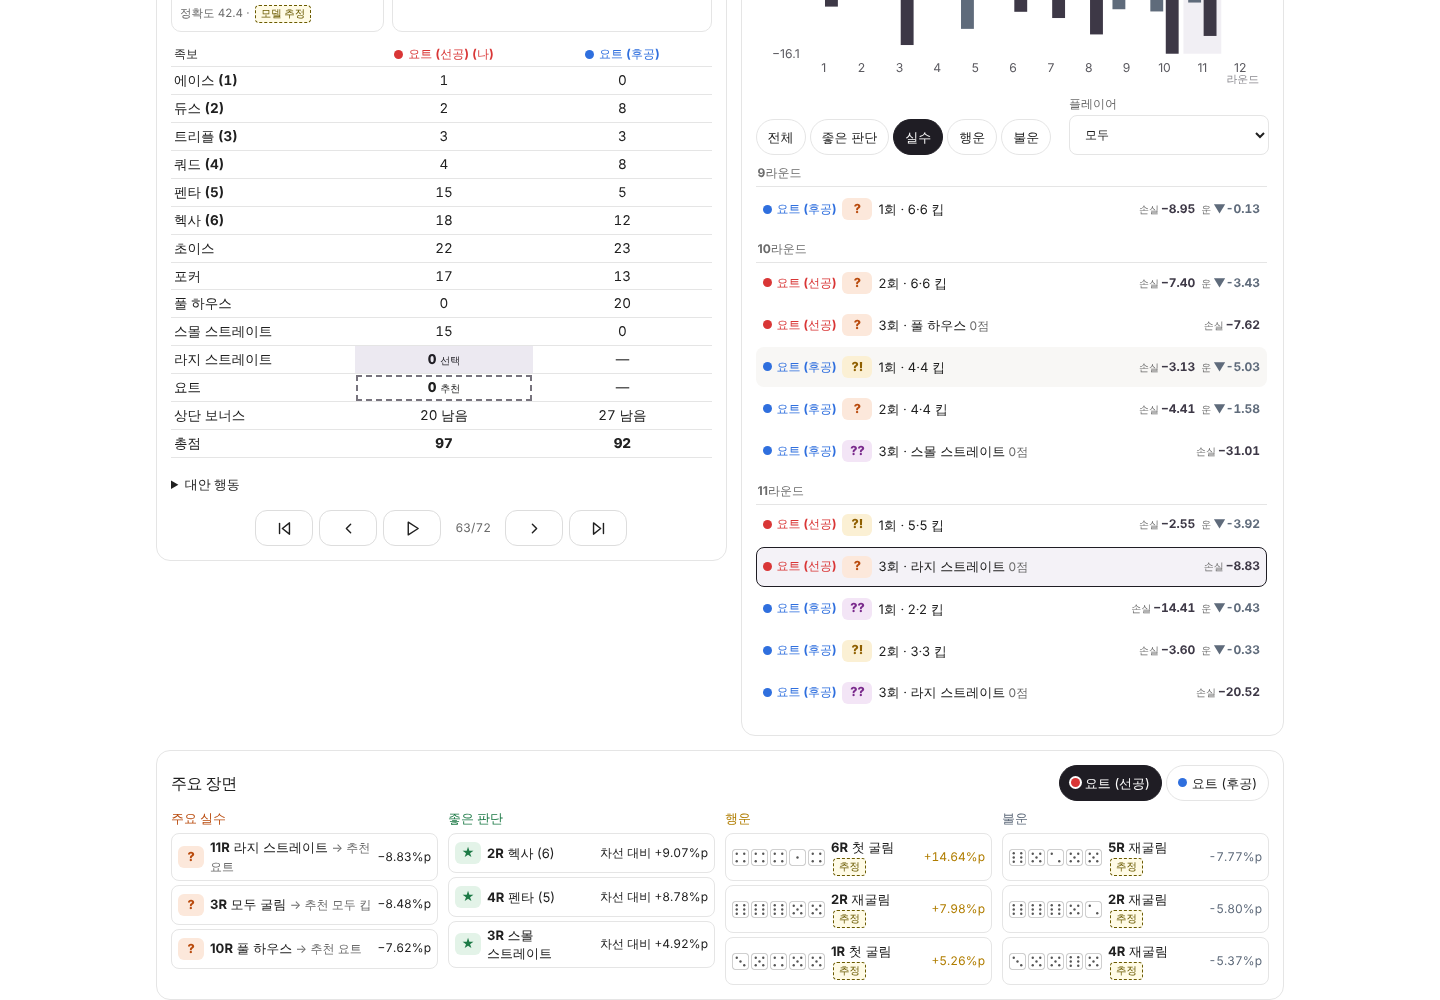 정확도 42.4 · 모델 추정
족보 요트 (선공) (나) 요트 (후공)
에이스 (1) 1 0
듀스 (2) 2 8
트리플 (3) 3 3
쿼드 (4) 4 8
펜타 (5) 15 5
헥사 (6) 18 12
초이스 22 23
포커 17 13
풀 하우스 0 20
스몰 스트레이트 15 0
라지 스트레이트 0 선택 —
요트 0 추천 —
상단 보너스 20 남음 27 남음
총점 97 92
▶ 대안 행동
63/72
−16.1
1 2 3 4 5 6 7 8 9 10 11 12
라운드
플레이어
전체 좋은 판단 실수 행운 불운 모두
9라운드
요트 (후공) ? 1회 · 6·6 킵 손실 −8.95 운 ▼-0.13
10라운드
요트 (선공) ? 2회 · 6·6 킵 손실 −7.40 운 ▼-3.43
요트 (선공) ? 3회 · 풀 하우스 0점 손실 −7.62
요트 (후공) ?! 1회 · 4·4 킵 손실 −3.13 운 ▼-5.03
요트 (후공) ? 2회 · 4·4 킵 손실 −4.41 운 ▼-1.58
요트 (후공) ?? 3회 · 스몰 스트레이트 0점 손실 −31.01
11라운드
요트 (선공) ?! 1회 · 5·5 킵 손실 −2.55 운 ▼-3.92
요트 (선공) ? 3회 · 라지 스트레이트 0점 손실 −8.83
요트 (후공) ?? 1회 · 2·2 킵 손실 −14.41 운 ▼-0.43
요트 (후공) ?! 2회 · 3·3 킵 손실 −3.60 운 ▼-0.33
요트 (후공) ?? 3회 · 라지 스트레이트 0점 손실 −20.52
주요 장면 요트 (선공) 요트 (후공)
주요 실수
? 11R 라지 스트레이트 → 추천 요트 −8.83%p
? 3R 모두 굴림 → 추천 모두 킵 −8.48%p
? 10R 풀 하우스 → 추천 요트 −7.62%p
좋은 판단
★ 2R 헥사 (6) 차선 대비 +9.07%p
★ 4R 펜타 (5) 차선 대비 +8.78%p
★ 3R 스몰 스트레이트 차선 대비 +4.92%p
행운
6R 첫 굴림 추정 +14.64%p
2R 재굴림 추정 +7.98%p
1R 첫 굴림 추정 +5.26%p
불운
5R 재굴림 추정 -7.77%p
2R 재굴림 추정 -5.80%p
4R 재굴림 추정 -5.37%p